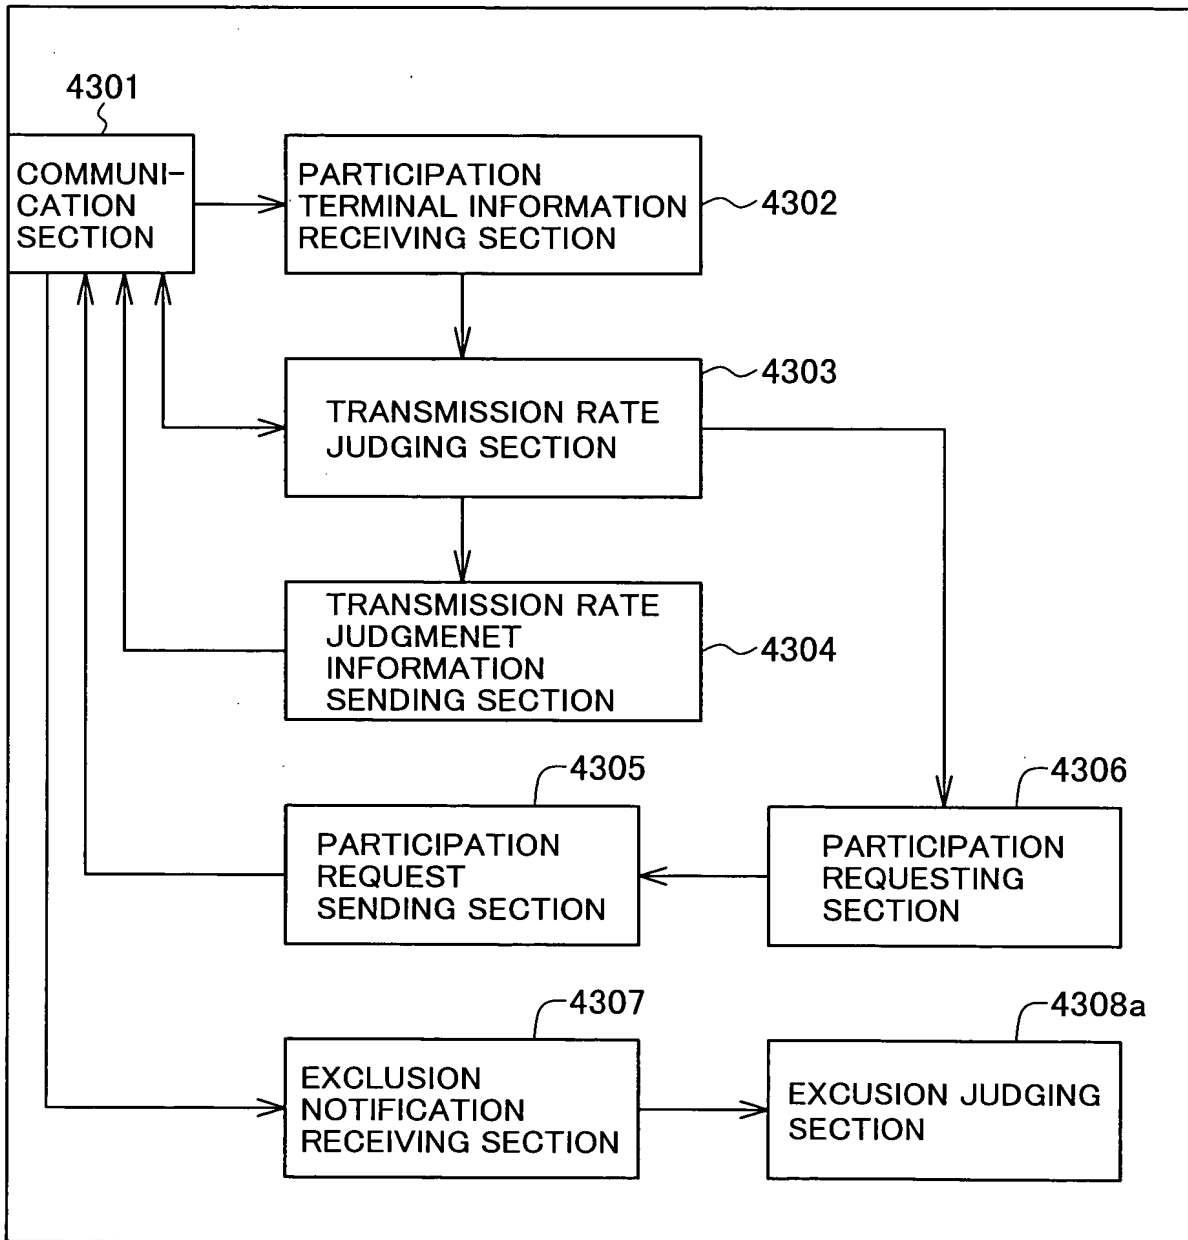 4301
COMMUNI-
CATION
SECTION
PARTICIPATION
TERMINAL INFORMATION
RECEIVING SECTION
4302
TRANSMISSION RATE
JUDGING SECTION
4303
TRANSMISSION RATE
JUDGMENET
INFORMATION
SENDING SECTION
4304
4305
PARTICIPATION
REQUEST
SENDING SECTION
4306
PARTICIPATION
REQUESTING
SECTION
4307
EXCLUSION
NOTIFICATION
RECEIVING SECTION
4308a
EXCUSION JUDGING
SECTION